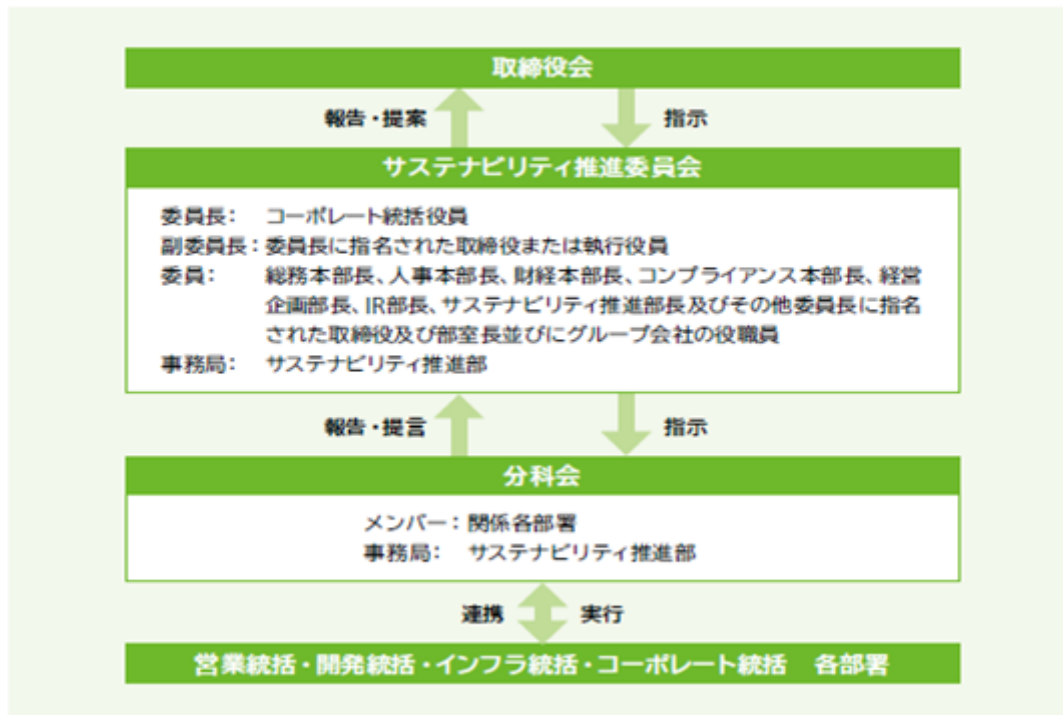 取締役会
報告・提案 指示
サステナビリティ推進委員会
委員長: コーポレート統括役員
副委員長:委員長に指名された取締役または執行役員
委員: 総務本部長、人事本部長、財経本部長、コンプライアンス本部長、経営
企画部長、IR部長、サステナビリティ推進部長及びその他委員長に指名
された取締役及び部室長並びにグループ会社の役職員
事務局: サステナビリティ推進部
報告・提言 指示
分科会
メンバー:関係各部署
事務局: サステナビリティ推進部
連携 実行
営業統括・開発統括・インフラ統括・コーポレート統括 各部署